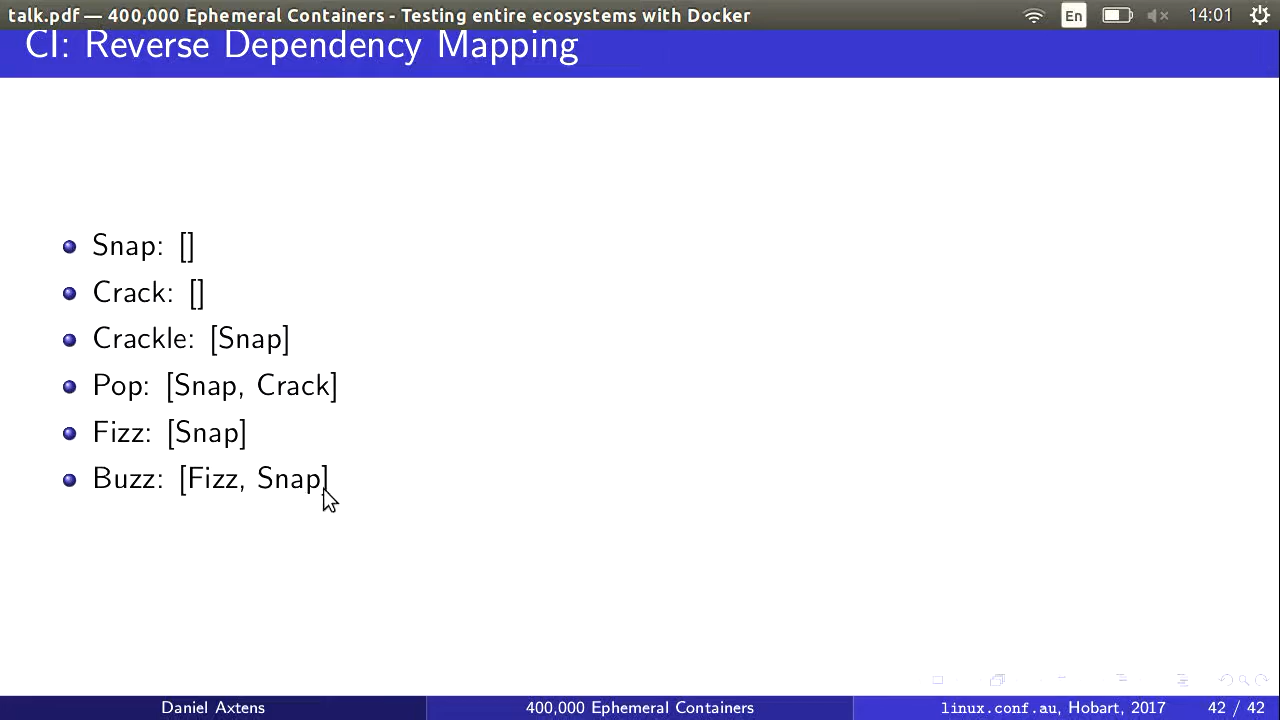 talk.pdf — 400,000 Ephemeral Containers - Testing entire ecosystems with Docker En 14:01
CI: Reverse Dependency Mapping
Snap: []
Crack: []
Crackle: [Snap]
Pop: [Snap, Crack]
Fizz: [Snap]
Buzz: [Fizz, Snap]
Daniel Axtens 400,000 Ephemeral Containers linux.conf.au, Hobart, 2017 42 / 42